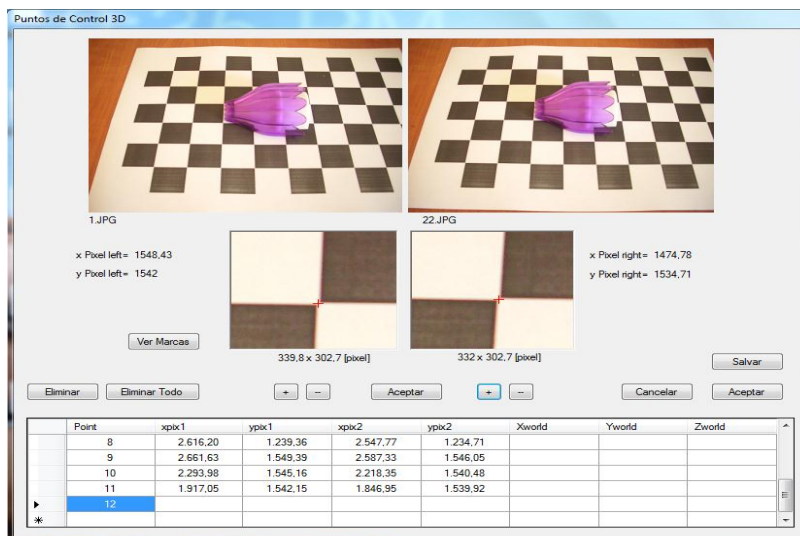 Puntos de Control 3D
1.JPG
22.JPG
x Pixel left= 1548,43
y Pixel left= 1542
x Pixel right= 1474,78
y Pixel right= 1534,71
Ver Marcas
339,8 x 302,7 [pixel]
332 x 302,7 [pixel]
Salvar
Eliminar Eliminar Todo + -- Aceptar + -- Cancelar Aceptar
Point xpix1 ypix1 xpix2 ypix2 Xworld Yworld Zworld
8 2.616,20 1.239,36 2.547,77 1.234,71
9 2.661,63 1.549,39 2.587,33 1.546,05
10 2.293,98 1.545,16 2.218,35 1.540,48
11 1.917,05 1.542,15 1.846,95 1.539,92
12